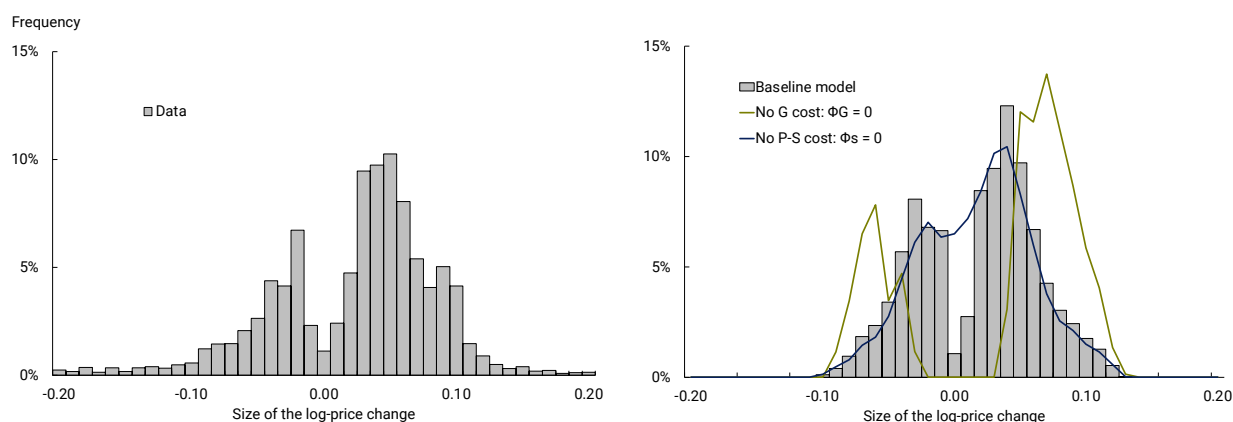 Frequency
15%
10%
5%
0%
Data
-0.20
-0.10
0.00
0.10
0.20
Size of the log-price change
15%
10%
5%
0%
Baseline model
No G cost: ΦG = 0
No P-S cost: Φs = 0
-0.20
-0.10
0.00
0.10
0.20
Size of the log-price change